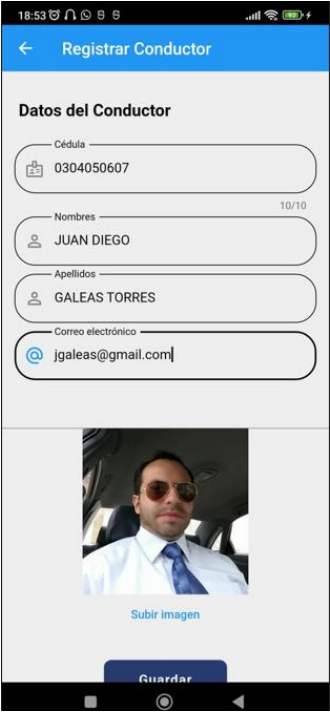 18:53
Registrar Conductor
Datos del Conductor
Cédula
0304050607
10/10
Nombres
JUAN DIEGO
Apellidos
GALEAS TORRES
Correo electrónico
jgaleas@gmail.com
Subir imagen
Guardar